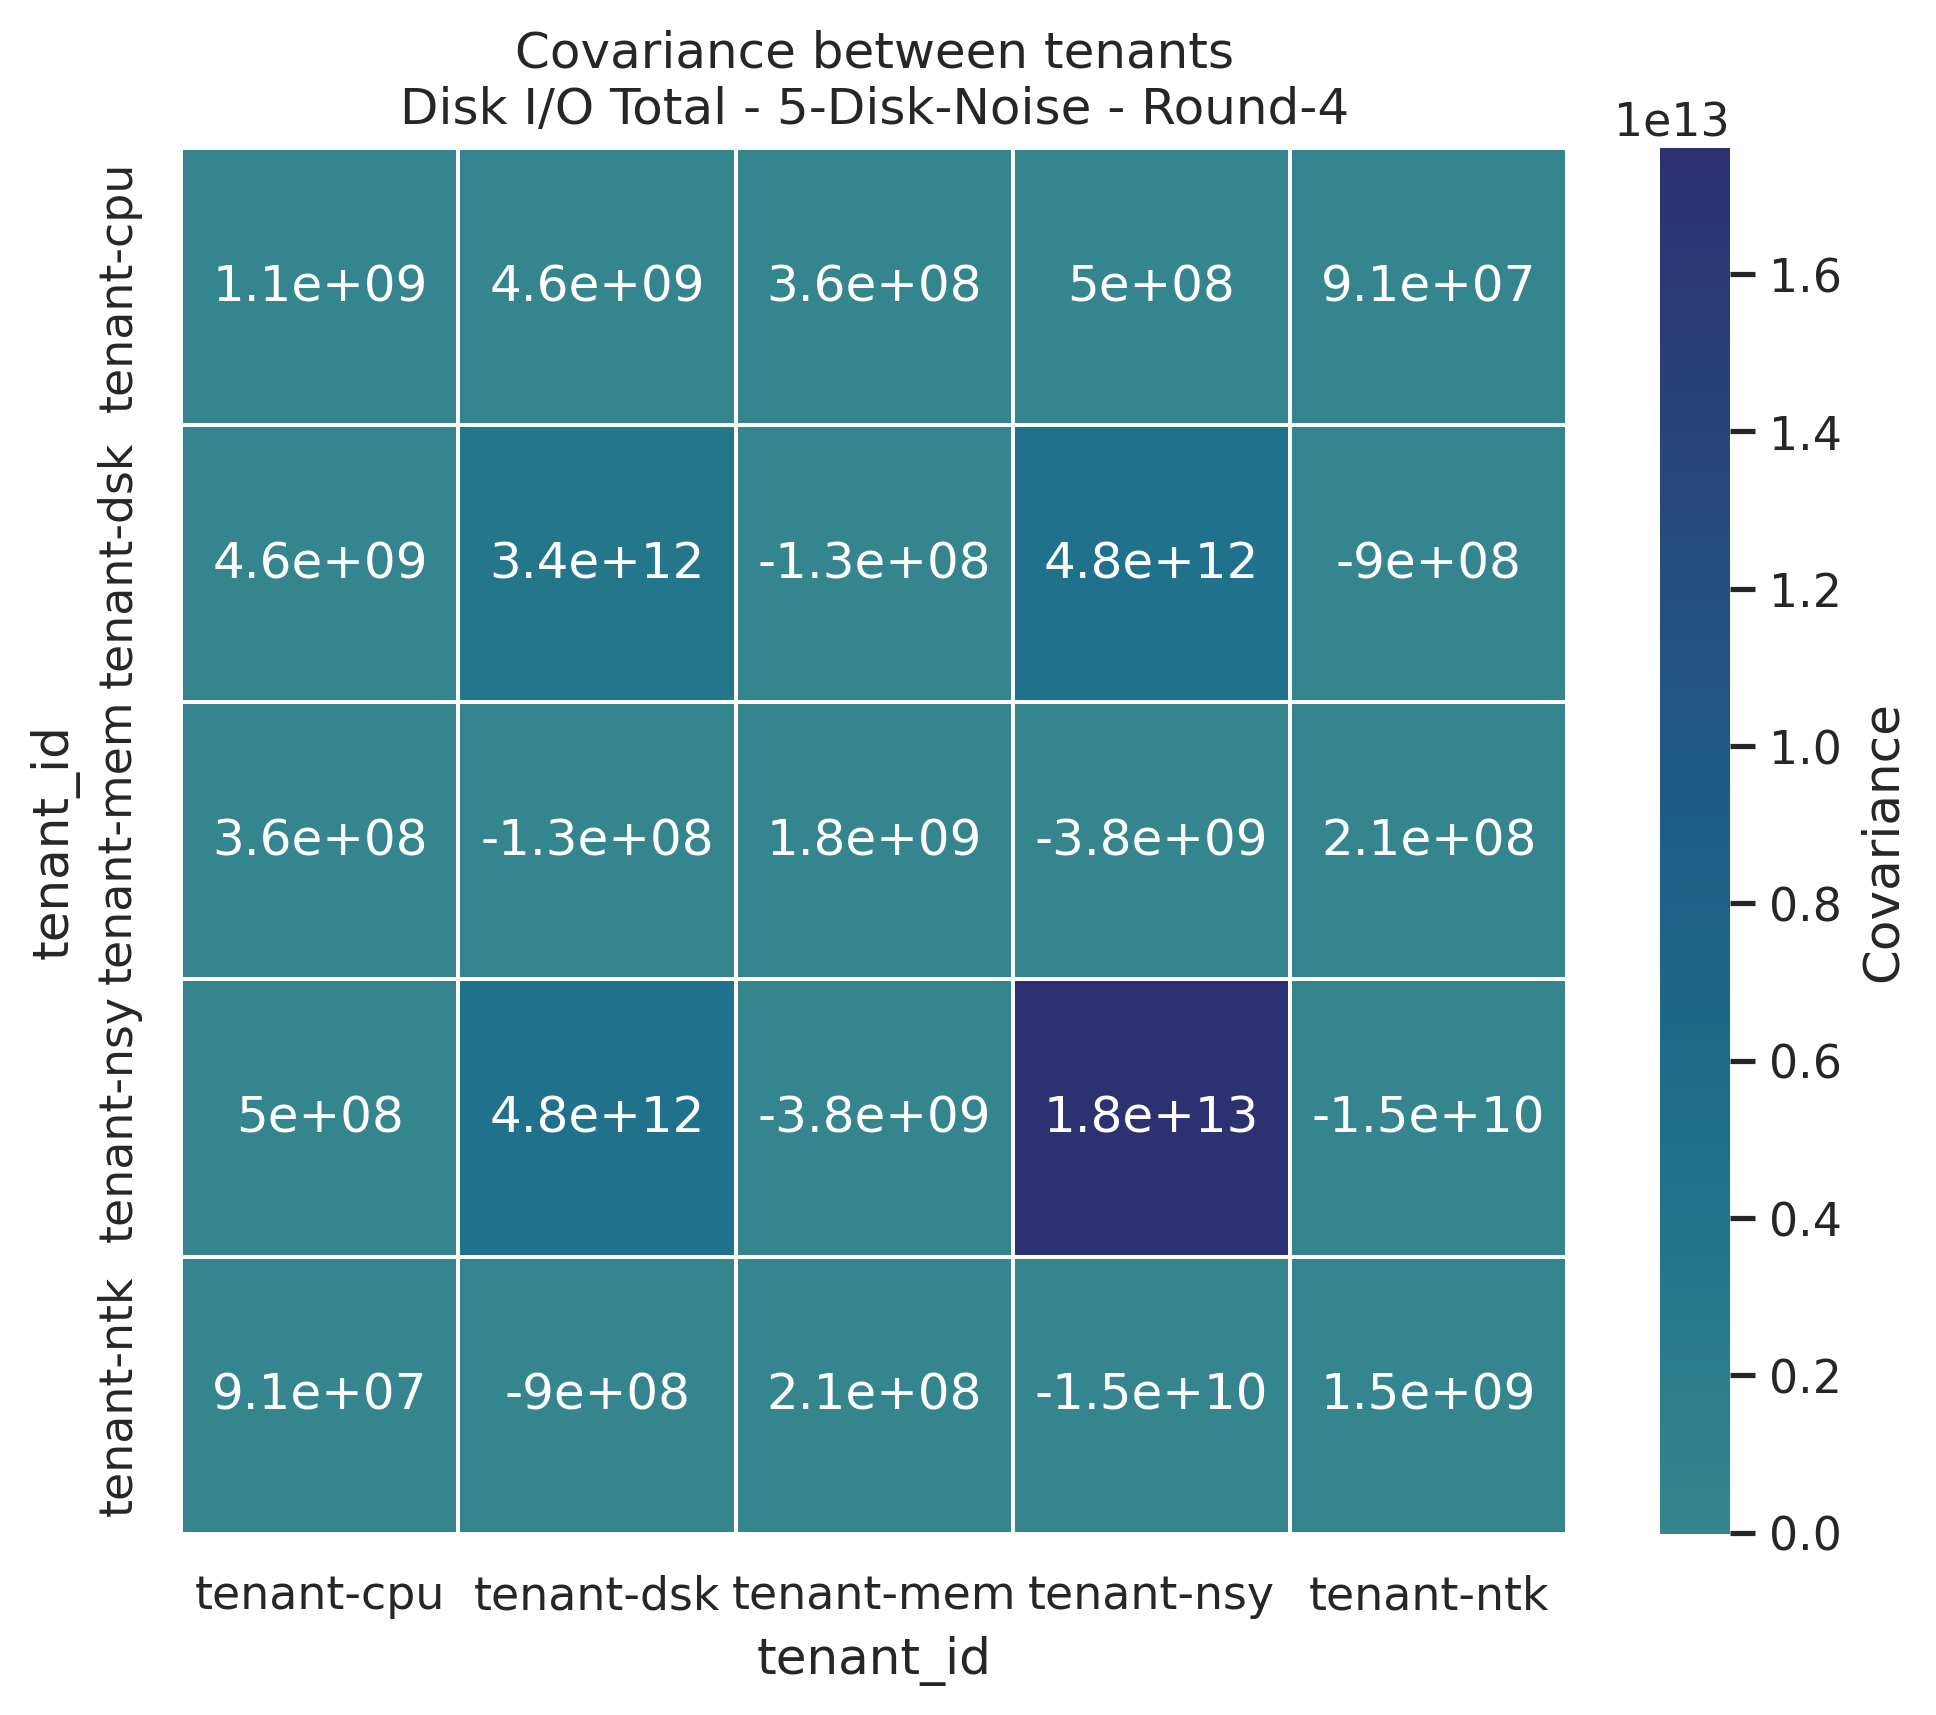 Covariance between tenants
Disk I/O Total - 5-Disk-Noise - Round-4
1e13
tenant-cpu
1.1e+09 4.6e+09 3.6e+08 5e+08 9.1e+07
tenant-dsk
4.6e+09 3.4e+12 -1.3e+08 4.8e+12 -9e+08
tenant-mem
3.6e+08 -1.3e+08 1.8e+09 -3.8e+09 2.1e+08
tenant-nsy
5e+08 4.8e+12 -3.8e+09 1.8e+13 -1.5e+10
tenant-ntk
9.1e+07 -9e+08 2.1e+08 -1.5e+10 1.5e+09
tenant_id
tenant-cpu tenant-dsk tenant-mem tenant-nsy tenant-ntk
tenant_id
1.6
1.4
1.2
1.0
0.8
0.6
0.4
0.2
0.0
Covariance